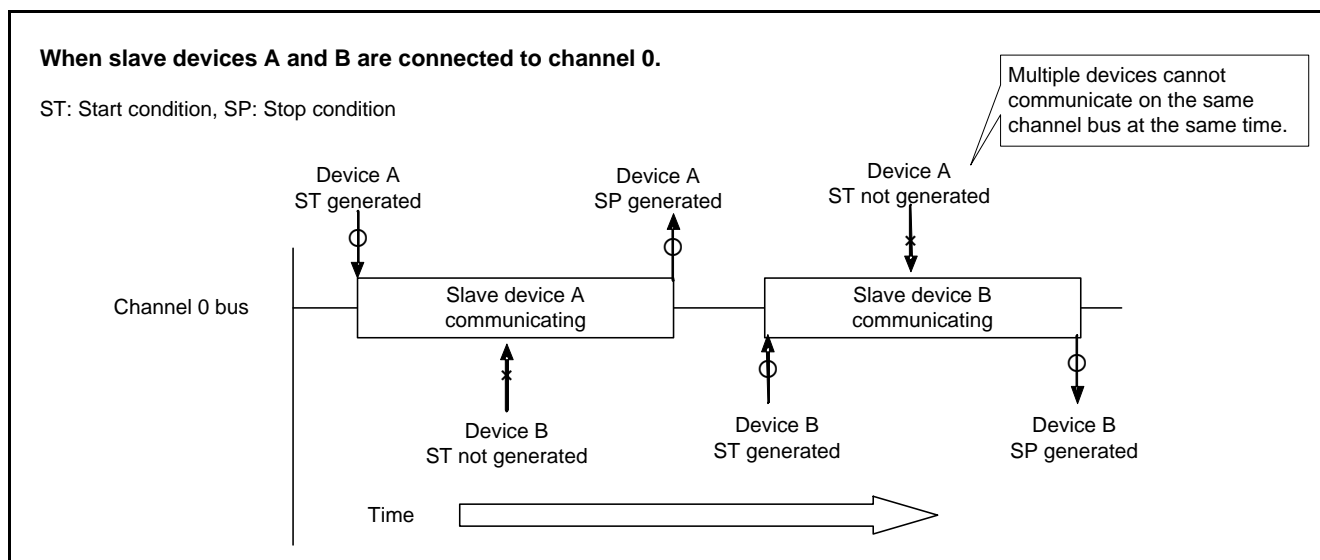 When slave devices A and B are connected to channel 0.
ST: Start condition, SP: Stop condition
Multiple devices cannot
communicate on the same
channel bus at the same time.
Device A
ST generated
Device A
SP generated
Device A
ST not generated
Channel 0 bus
Slave device A
communicating
Slave device B
communicating
Device B
ST not generated
Device B
ST generated
Device B
SP generated
Time